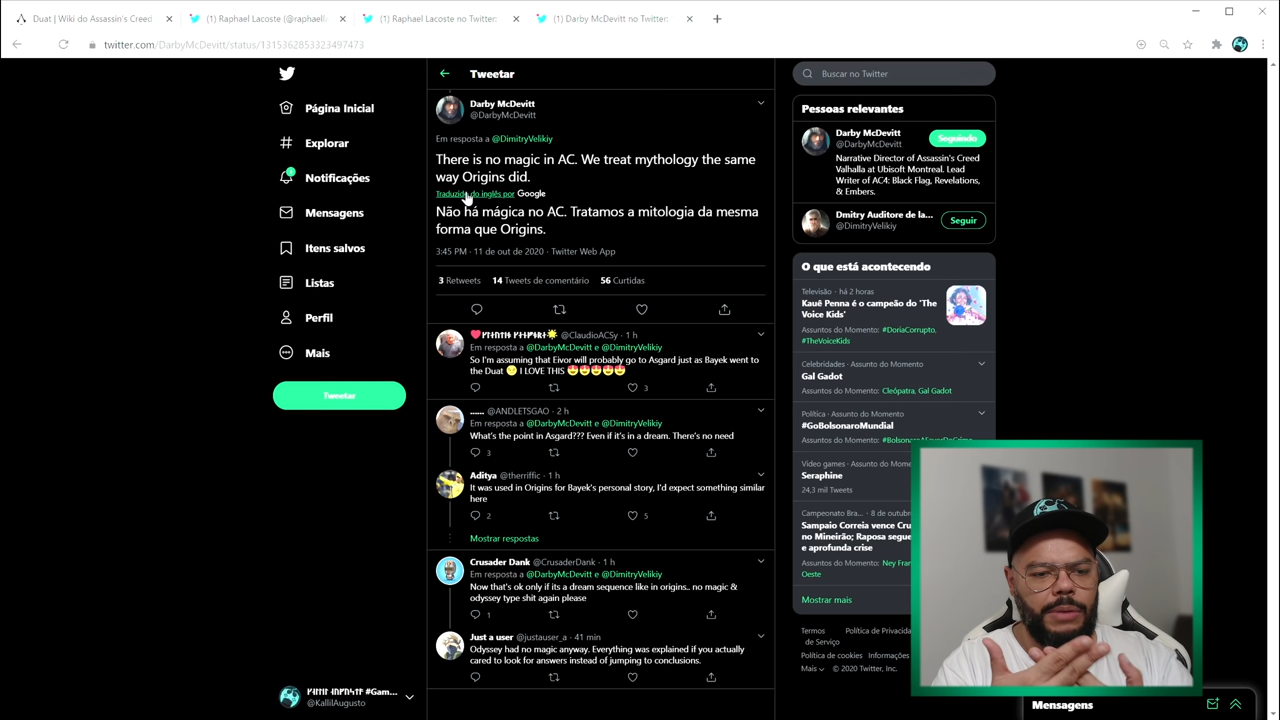 Duat | Wiki do Assassin's Creed
(1) Raphael Lacoste (@raphaell
(1) Raphael Lacoste no Twitter:
(1) Darby McDevitt no Twitter:
twitter.com/DarbyMcDevitt/status/1315362853323497473
Página Inicial
Explorar
1
Notificações
Mensagens
Itens salvos
Listas
Perfil
Mais
Tweetar
#Gam...
@KallilAugusto
Tweetar
Darby McDevitt
@DarbyMcDevitt
Em resposta a @DimitryVelikiy
There is no magic in AC. We treat mythology the same
way Origins did.
Traduzido do inglês por Google
Não há mágica no AC. Tratamos a mitologia da mesma
forma que Origins.
3:45 PM · 11 de out de 2020 · Twitter Web App
3 Retweets 14 Tweets de comentário 56 Curtidas
@ClaudioACSy · 1 h
Em resposta a @DarbyMcDevitt e @DimitryVelikiy
So I'm assuming that Eivor will probably go to Asgard just as Bayek went to
the Duat 😌 I LOVE THIS 😍😍😍😍😍
3
...... @ANDLETSGAO · 2 h
Em resposta a @DarbyMcDevitt e @DimitryVelikiy
What's the point in Asgard??? Even if it's in a dream. There's no need
3
Aditya @therriffic · 1 h
It was used in Origins for Bayek's personal story, I'd expect something similar
here
2 5
Mostrar respostas
Crusader Dank @CrusaderDank · 1 h
Em resposta a @DarbyMcDevitt e @DimitryVelikiy
Now that's ok only if its a dream sequence like in origins.. no magic &
odyssey type shit again please
1
Just a user @justauser_a · 41 min
Odyssey had no magic anyway. Everything was explained if you actually
cared to look for answers instead of jumping to conclusions.
Buscar no Twitter
Pessoas relevantes
Darby McDevitt
@DarbyMcDevitt
Seguindo
Narrative Director of Assassin's Creed
Valhalla at Ubisoft Montreal. Lead
Writer of AC4: Black Flag, Revelations,
& Embers.
Dmitry Auditore de la...
@DimitryVelikiy
Seguir
O que está acontecendo
Televisão · há 2 horas
Kauê Penna é o campeão do 'The
Voice Kids'
Assuntos do Momento: #DoriaCorrupto,
#TheVoiceKids
Celebridades · Assunto do Momento
Gal Gadot
Assuntos do Momento: Cleópatra, Gal Gadot
Política · Assunto do Momento
#GoBolsonaroMundial
Assuntos do Momento:
Video games · Assunto do Mome
Seraphine
24,3 mil Tweets
Campeonato Bra... · 8 de outubr
Sampaio Correia vence Cru
no Mineirão; Raposa segue
e aprofunda crise
Assuntos do Momento: Ney Fran
Oeste
Mostrar mais
Termos Política de Privacida
de Serviço
Política de cookies Informações
Mais © 2020 Twitter, Inc.
Mensagens